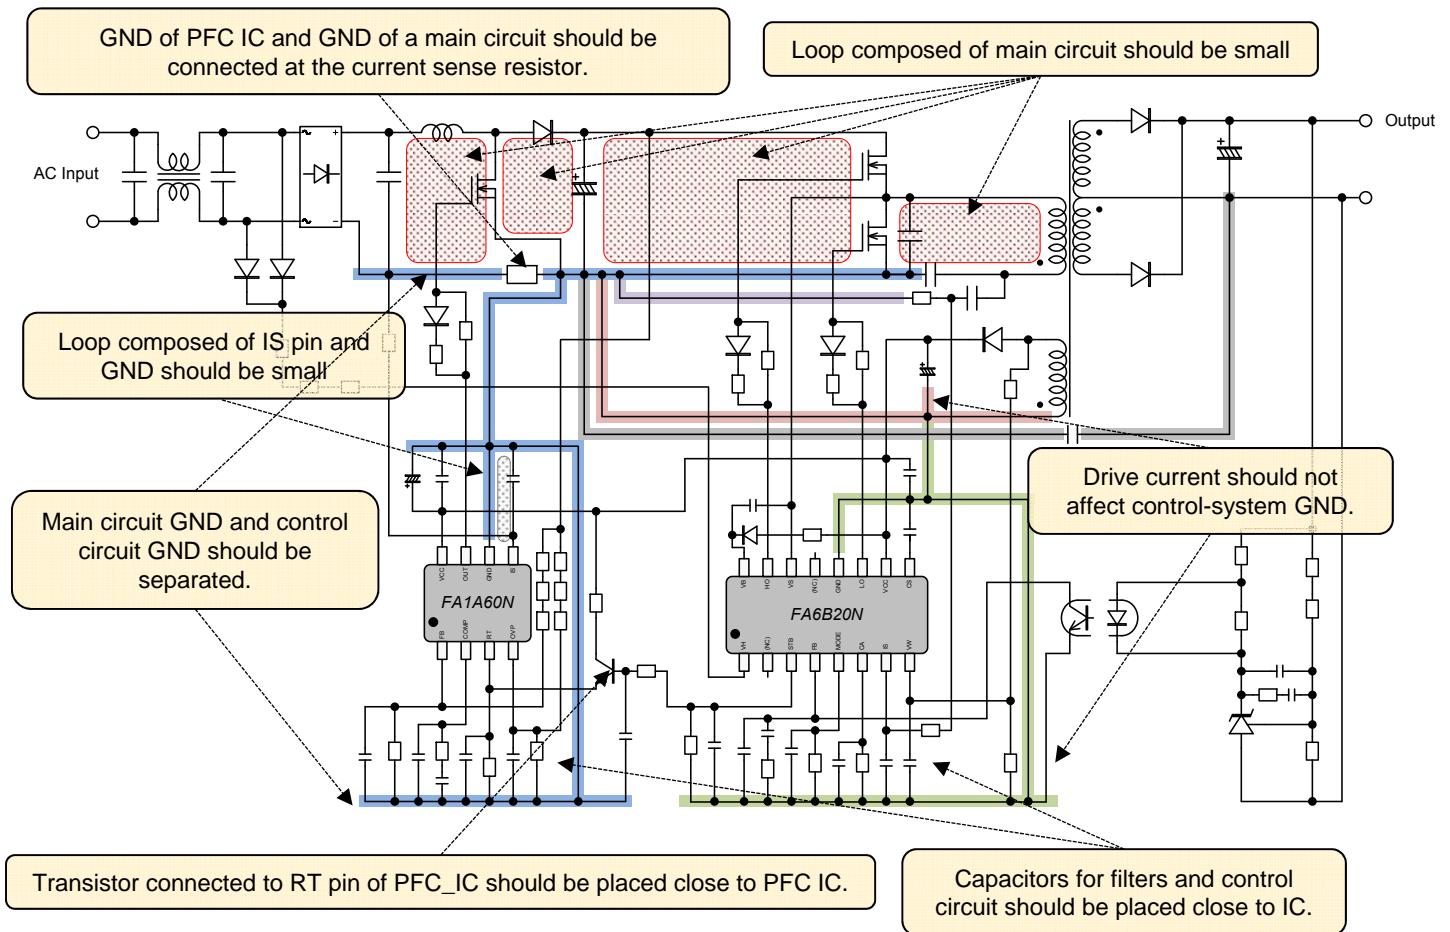 GND of PFC IC and GND of a main circuit should be
connected at the current sense resistor.
Loop composed of main circuit should be small
Output
AC Input
Loop composed of IS pin and
GND should be small
Main circuit GND and control
circuit GND should be
separated.
Drive current should not
affect control-system GND.
VCC
OUT
GND
IS
FA1A60N
FB
COMP
RT
OVP
VB
HO
VS
(NC)
GND
LO
VCC
CS
FA6B20N
VH
(NC)
STB
FB
MODE
CA
IS
VW
Transistor connected to RT pin of PFC_IC should be placed close to PFC IC.
Capacitors for filters and control
circuit should be placed close to IC.